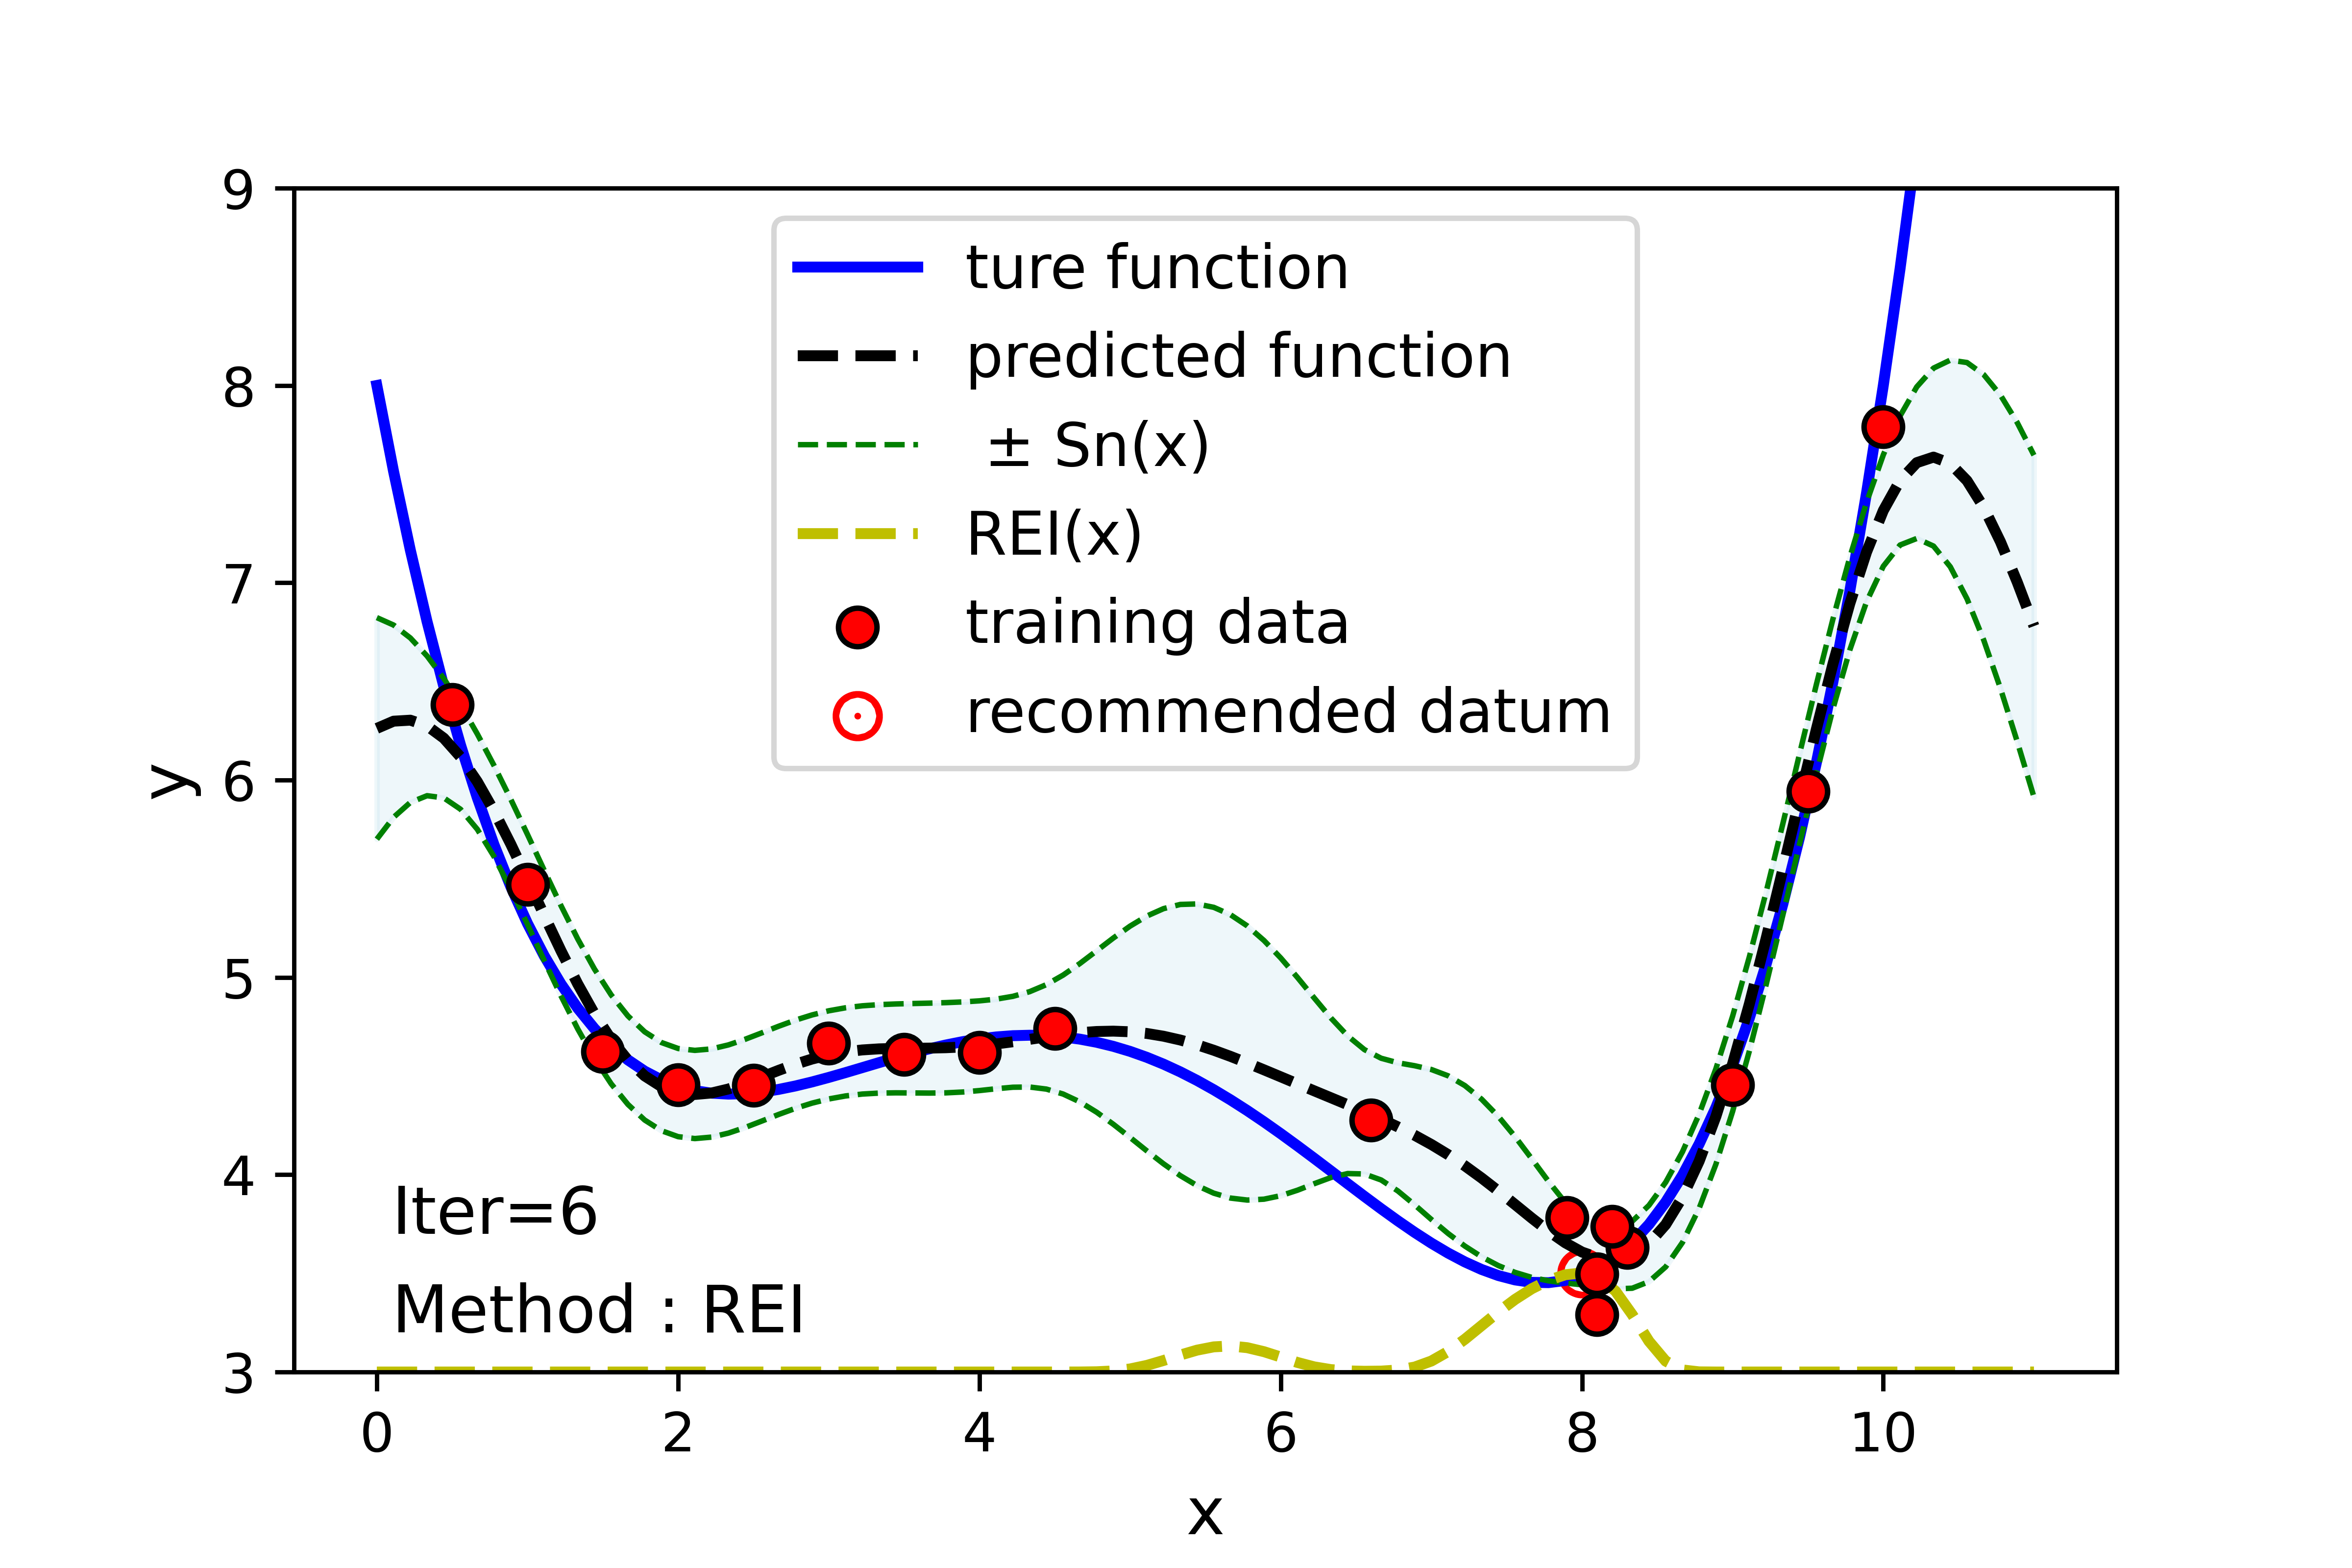 9
8
7
6
5
4
3
y
ture function
predicted function
± Sn(x)
REI(x)
training data
recommended datum
Iter=6
Method : REI
0 2 4 6 8 10
x